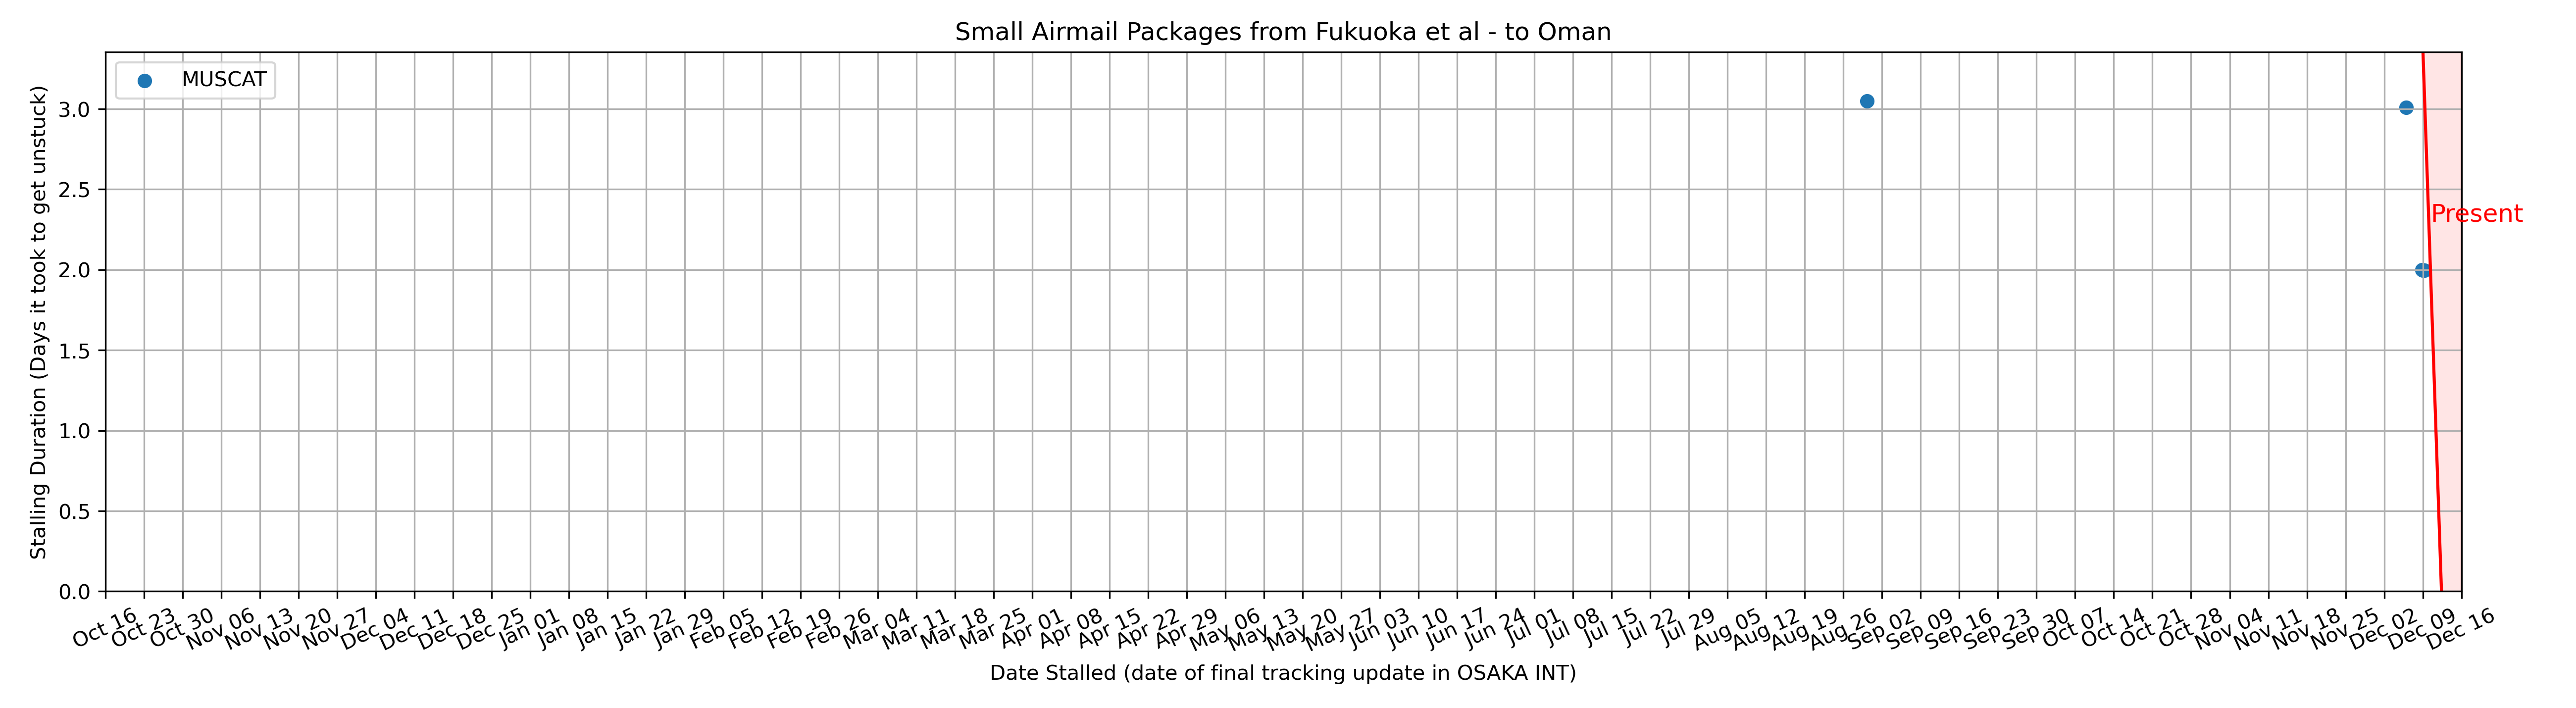 Small Airmail Packages from Fukuoka et al - to Oman
MUSCAT
Stalling Duration (Days it took to get unstuck)
3.0
2.5
2.0
1.5
1.0
0.5
0.0
Present
Oct 16
Oct 23
Oct 30
Nov 06
Nov 13
Nov 20
Nov 27
Dec 04
Dec 11
Dec 18
Dec 25
Jan 01
Jan 08
Jan 15
Jan 22
Jan 29
Feb 05
Feb 12
Feb 19
Feb 26
Mar 04
Mar 11
Mar 18
Mar 25
Apr 01
Apr 08
Apr 15
Apr 22
Apr 29
May 06
May 13
May 20
May 27
Jun 03
Jun 10
Jun 17
Jun 24
Jul 01
Jul 08
Jul 15
Jul 22
Jul 29
Aug 05
Aug 12
Aug 19
Aug 26
Sep 02
Sep 09
Sep 16
Sep 23
Sep 30
Oct 07
Oct 14
Oct 21
Oct 28
Nov 04
Nov 11
Nov 18
Nov 25
Dec 02
Dec 09
Dec 16
Date Stalled (date of final tracking update in OSAKA INT)